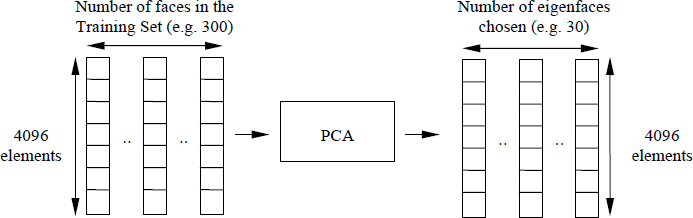 Number of faces in the
Training Set (e.g. 300)
Number of eigenfaces
chosen (e.g. 30)
4096
elements
..
..
PCA
..
..
4096
elements